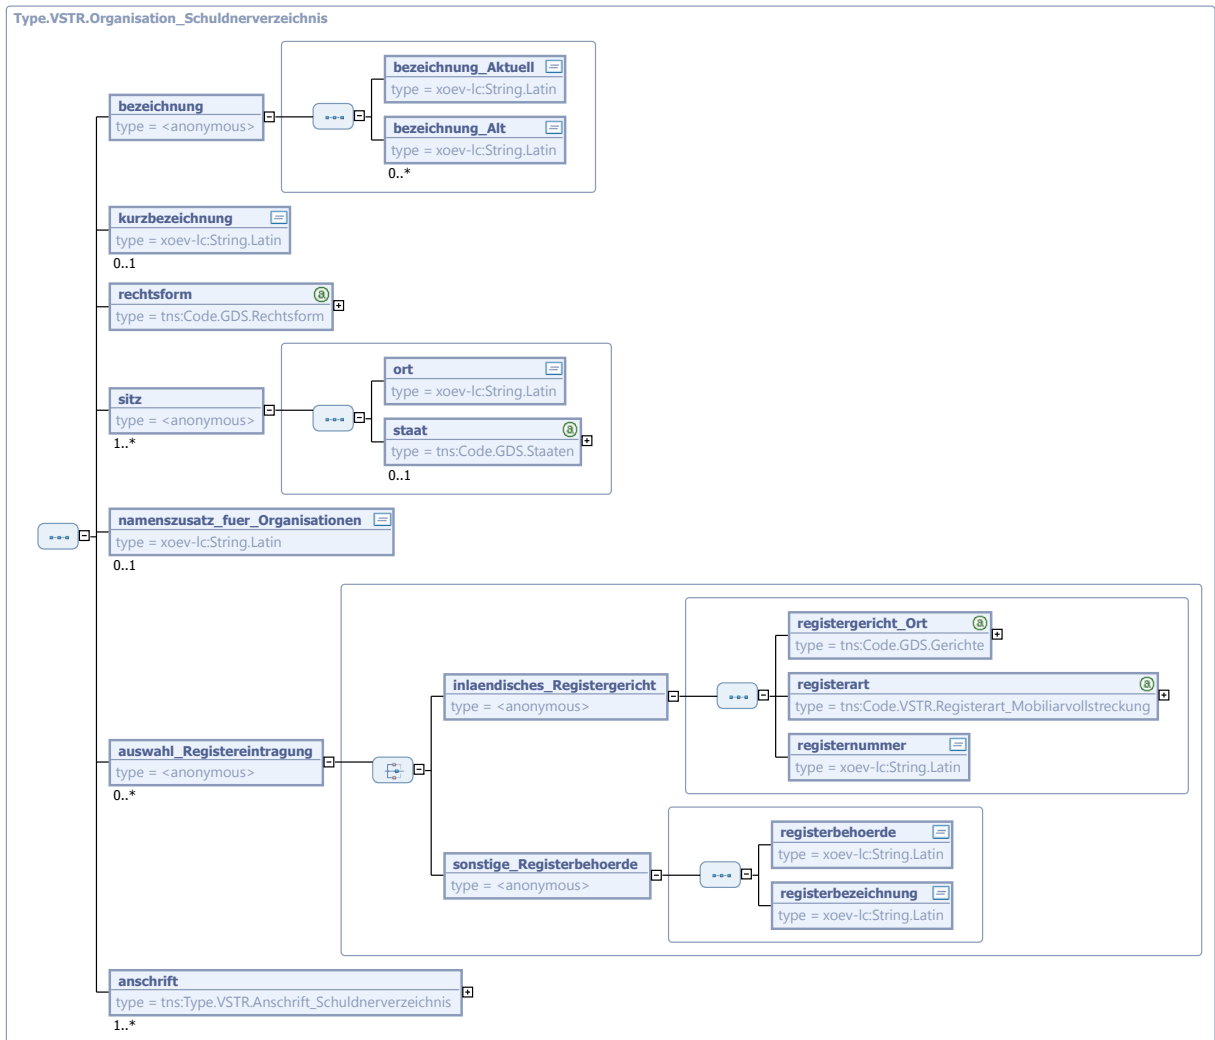 Type.VSTR.Organisation_Schuldnerverzeichnis
bezeichnung
type = <anonymous>
bezeichnung_Aktuell
type = xoev-lc:String.Latin
bezeichnung_Alt
type = xoev-lc:String.Latin
0..*
kurzbezeichnung
type = xoev-lc:String.Latin
0..1
rechtsform
a
type = tns:Code.GDS.Rechtsform
sitz
type = <anonymous>
1..*
ort
type = xoev-lc:String.Latin
staat
a
type = tns:Code.GDS.Staaten
0..1
namenszusatz_fuer_Organisationen
type = xoev-lc:String.Latin
0..1
auswahl_Registereintragung
type = <anonymous>
0..*
inlaendisches_Registergericht
type = <anonymous>
registergericht_Ort
a
type = tns:Code.GDS.Gerichte
registerart
a
type = tns:Code.VSTR.Registerart_Mobiliarvollstreckung
registernummer
type = xoev-lc:String.Latin
sonstige_Registerbehoerde
type = <anonymous>
registerbehoerde
type = xoev-lc:String.Latin
registerbezeichnung
type = xoev-lc:String.Latin
anschrift
type = tns:Type.VSTR.Anschrift_Schuldnerverzeichnis
1..*